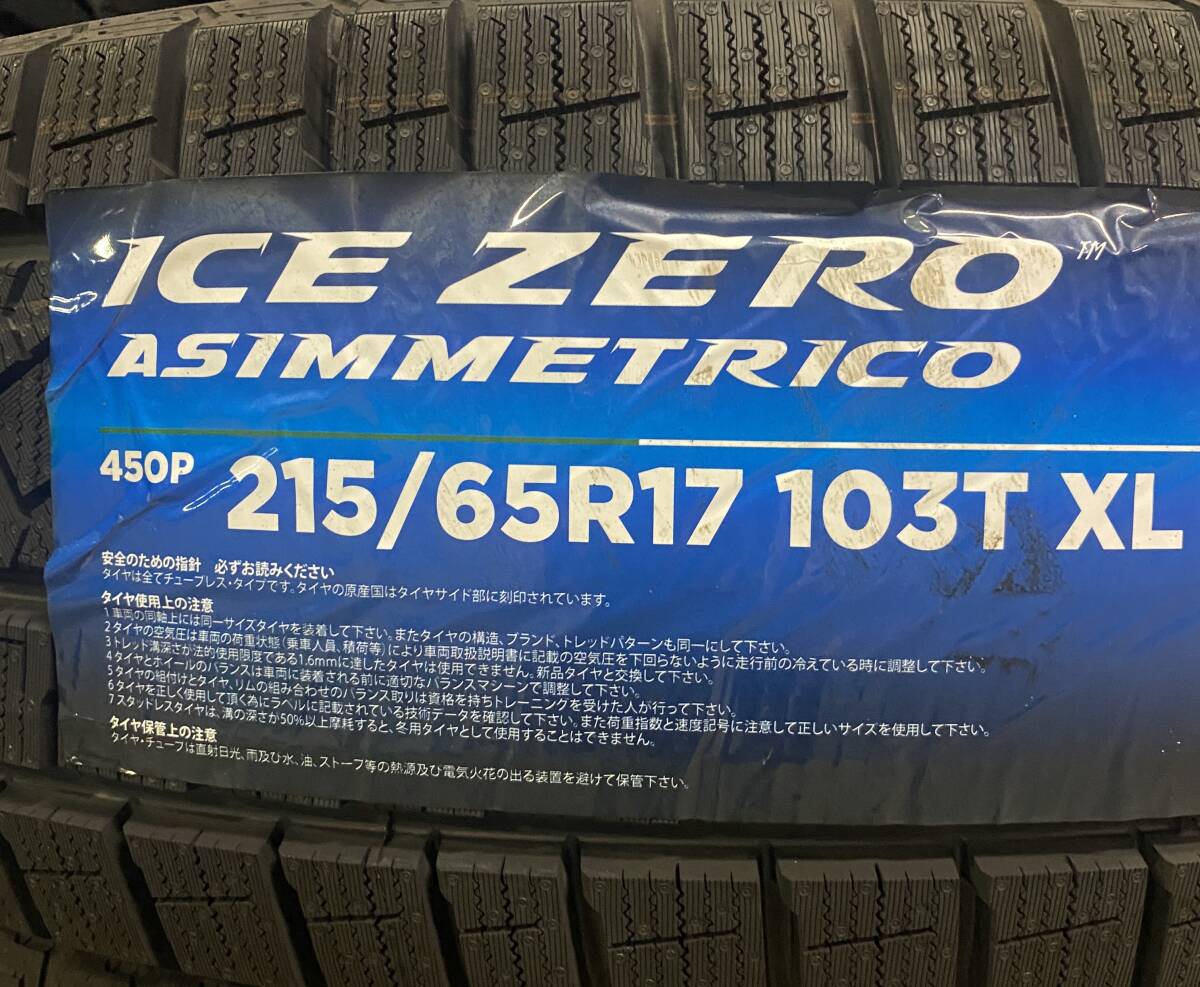 ICE ZERO™
ASIMMETRICO
450P 215/65R17 103T XL
安全のための指針 必ずお読みください
タイヤは全てチューブレス・タイプです。タイヤの原産国はタイヤサイド部に刻印されています。
タイヤ使用上の注意
1 車両の同軸上には同一サイズタイヤを装着して下さい。またタイヤの構造、ブランド、トレッドパターンも同一にして下さい。
2 タイヤの空気圧は車両の荷重状態（乗車人員、積荷等）により車両取扱説明書に記載の空気圧を下回らないように走行前の冷えている時に調整して下さい。
3 トレッド溝深さが法的使用限度である1.6mmに達したタイヤは使用できません。新品タイヤと交換して下さい。
4 タイヤとホイールのバランスは車両に装着される前に適切なバランスマシーンで調整して下さい。
5 タイヤの組付けとタイヤ、リムの組み合わせのバランス取りは資格を持ちトレーニングを受けた人が行って下さい。
6 タイヤを正しく使用して頂く為にラベルに記載されている技術データを確認して下さい。また荷重指数と速度記号に注意して正しいサイズを使用して下さい。
7 スタッドレスタイヤは、溝の深さが50%以上摩耗すると、冬用タイヤとして使用することはできません。
タイヤ保管上の注意
タイヤ・チューブは直射日光、雨及び水、油、ストーブ等の熱源及び電気火花の出る装置を避けて保管下さい。